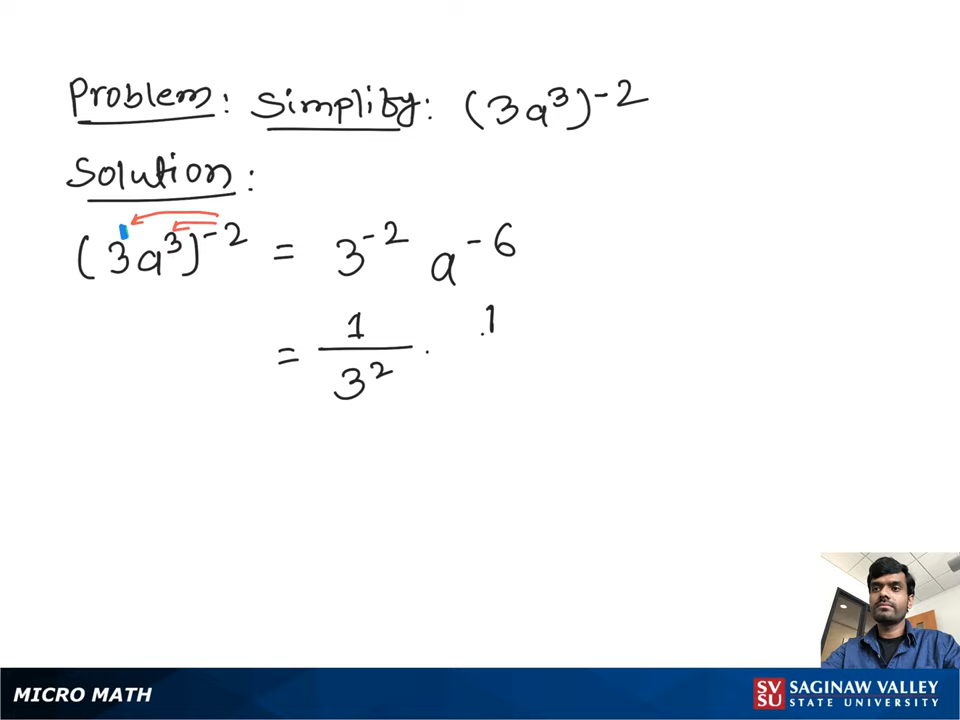 Problem: Simplify: (3a³)⁻²
Solution:
(3a³)⁻² = 3⁻² a⁻⁶
= 1/3² · 1
MICRO MATH
SVSU SAGINAW VALLEY
STATE UNIVERSITY